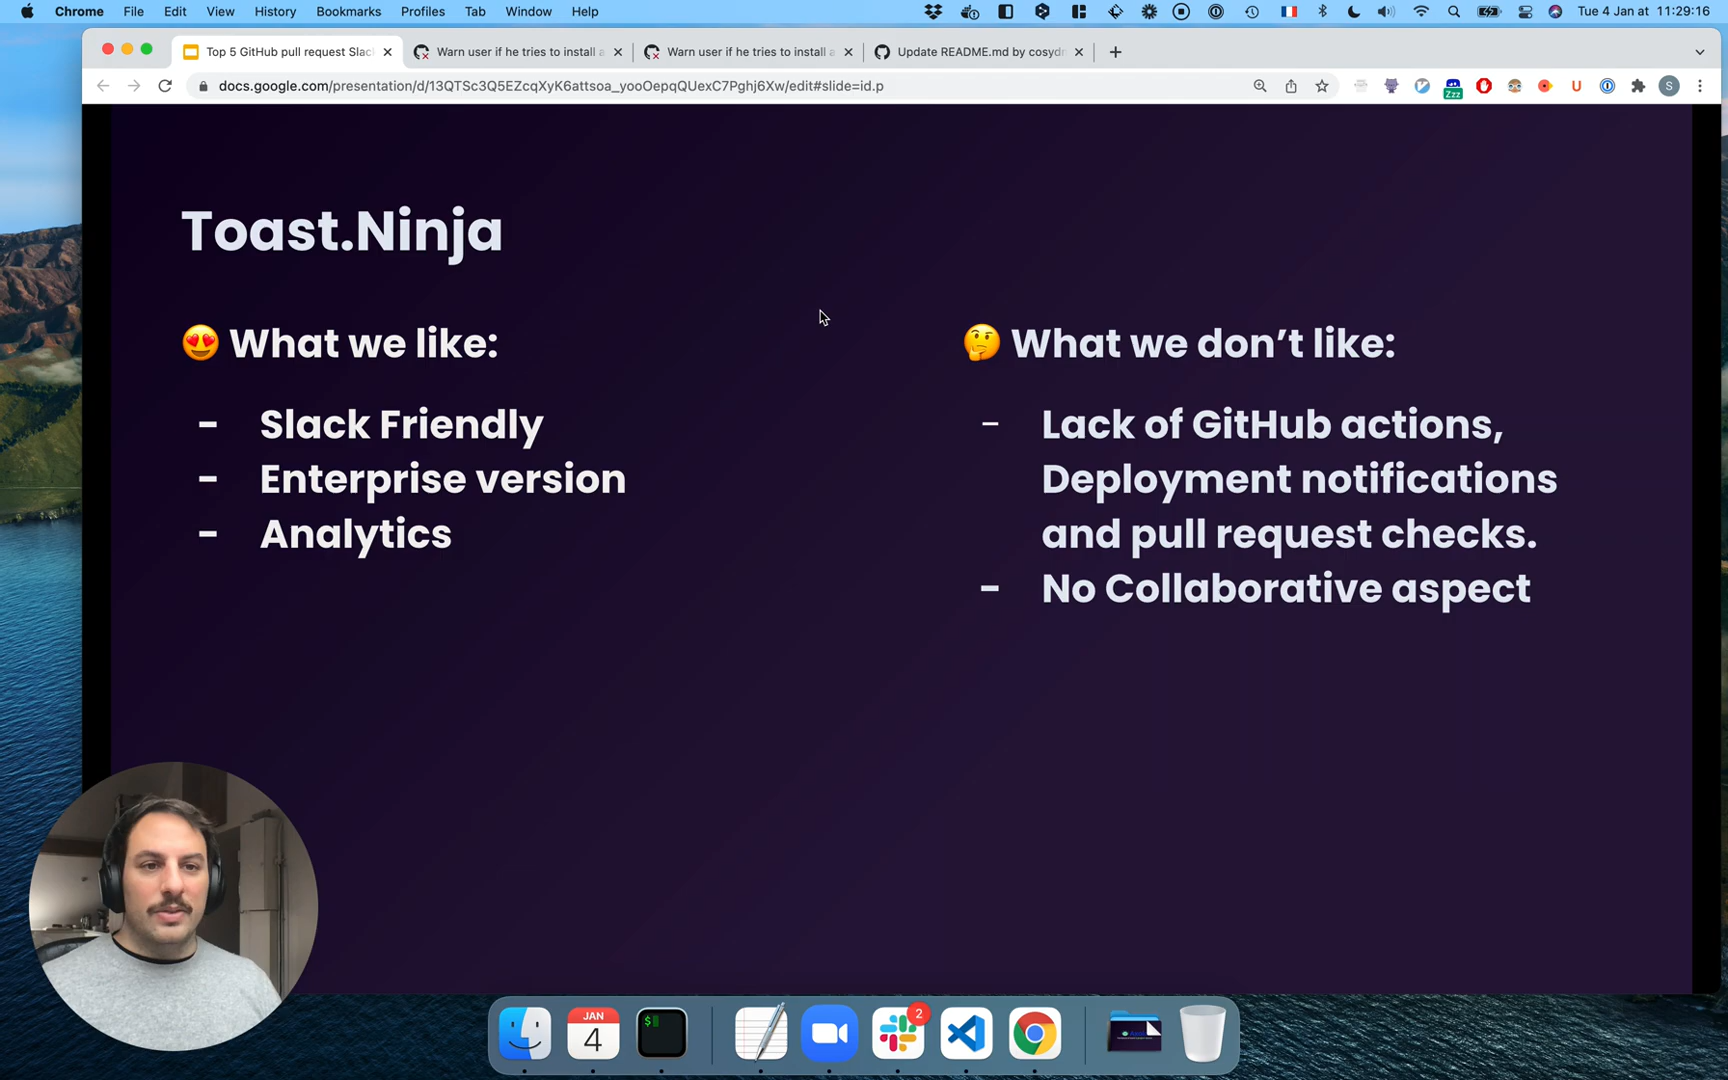 Chrome File Edit View History Bookmarks Profiles Tab Window Help Tue 4 Jan at 11:29:16
Top 5 GitHub pull request Slac Warn user if he tries to install a Warn user if he tries to install a Update README.md by cosydn
docs.google.com/presentation/d/13QTSc3Q5EZcqXyK6attsoa_yooOepqQUexC7Pghj6Xw/edit#slide=id.p
Zzz
S
Toast.Ninja
😍 What we like:
- Slack Friendly
- Enterprise version
- Analytics
🤔 What we don’t like:
- Lack of GitHub actions,
Deployment notifications
and pull request checks.
- No Collaborative aspect
JAN
4
$
2